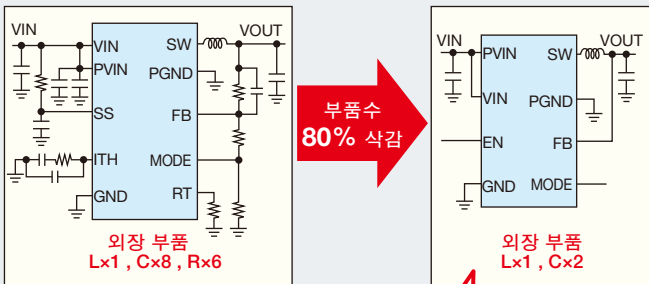 VIN
VIN
PVIN
SS
ITH
GND
SW
VOUT
PGND
FB
MODE
RT
외장 부품
L×1 , C×8 , R×6
부품수
80% 삭감
VIN
PVIN
VIN
EN
GND
SW
VOUT
PGND
FB
MODE
외장 부품
L×1 , C×2